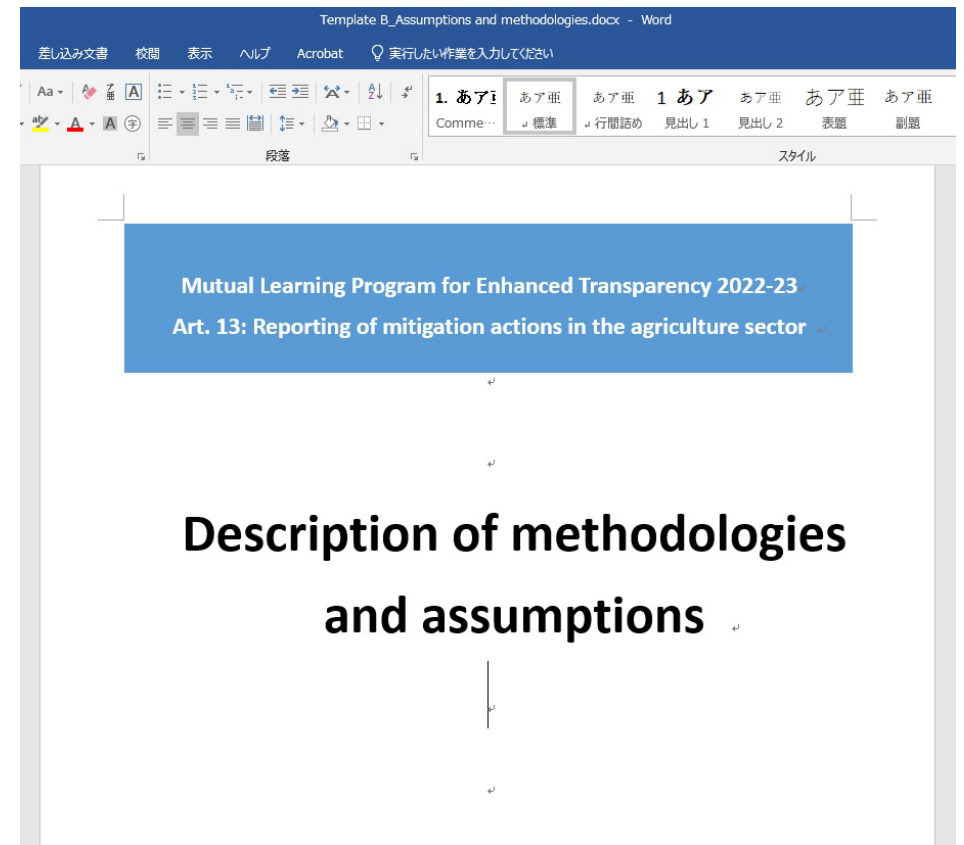 Template B_Assumptions and methodologies.docx - Word
差し込み文書 校閲 表示 ヘルプ Acrobat 実行したい作業を入力してください
Aa
1. あア あア亜 あア亜 1 あア あア亜 あア亜 あア亜
Comme… 標準 行間詰め 見出し 1 見出し 2 表題 副題
段落 スタイル
Mutual Learning Program for Enhanced Transparency 2022-23
Art. 13: Reporting of mitigation actions in the agriculture sector
Description of methodologies
and assumptions